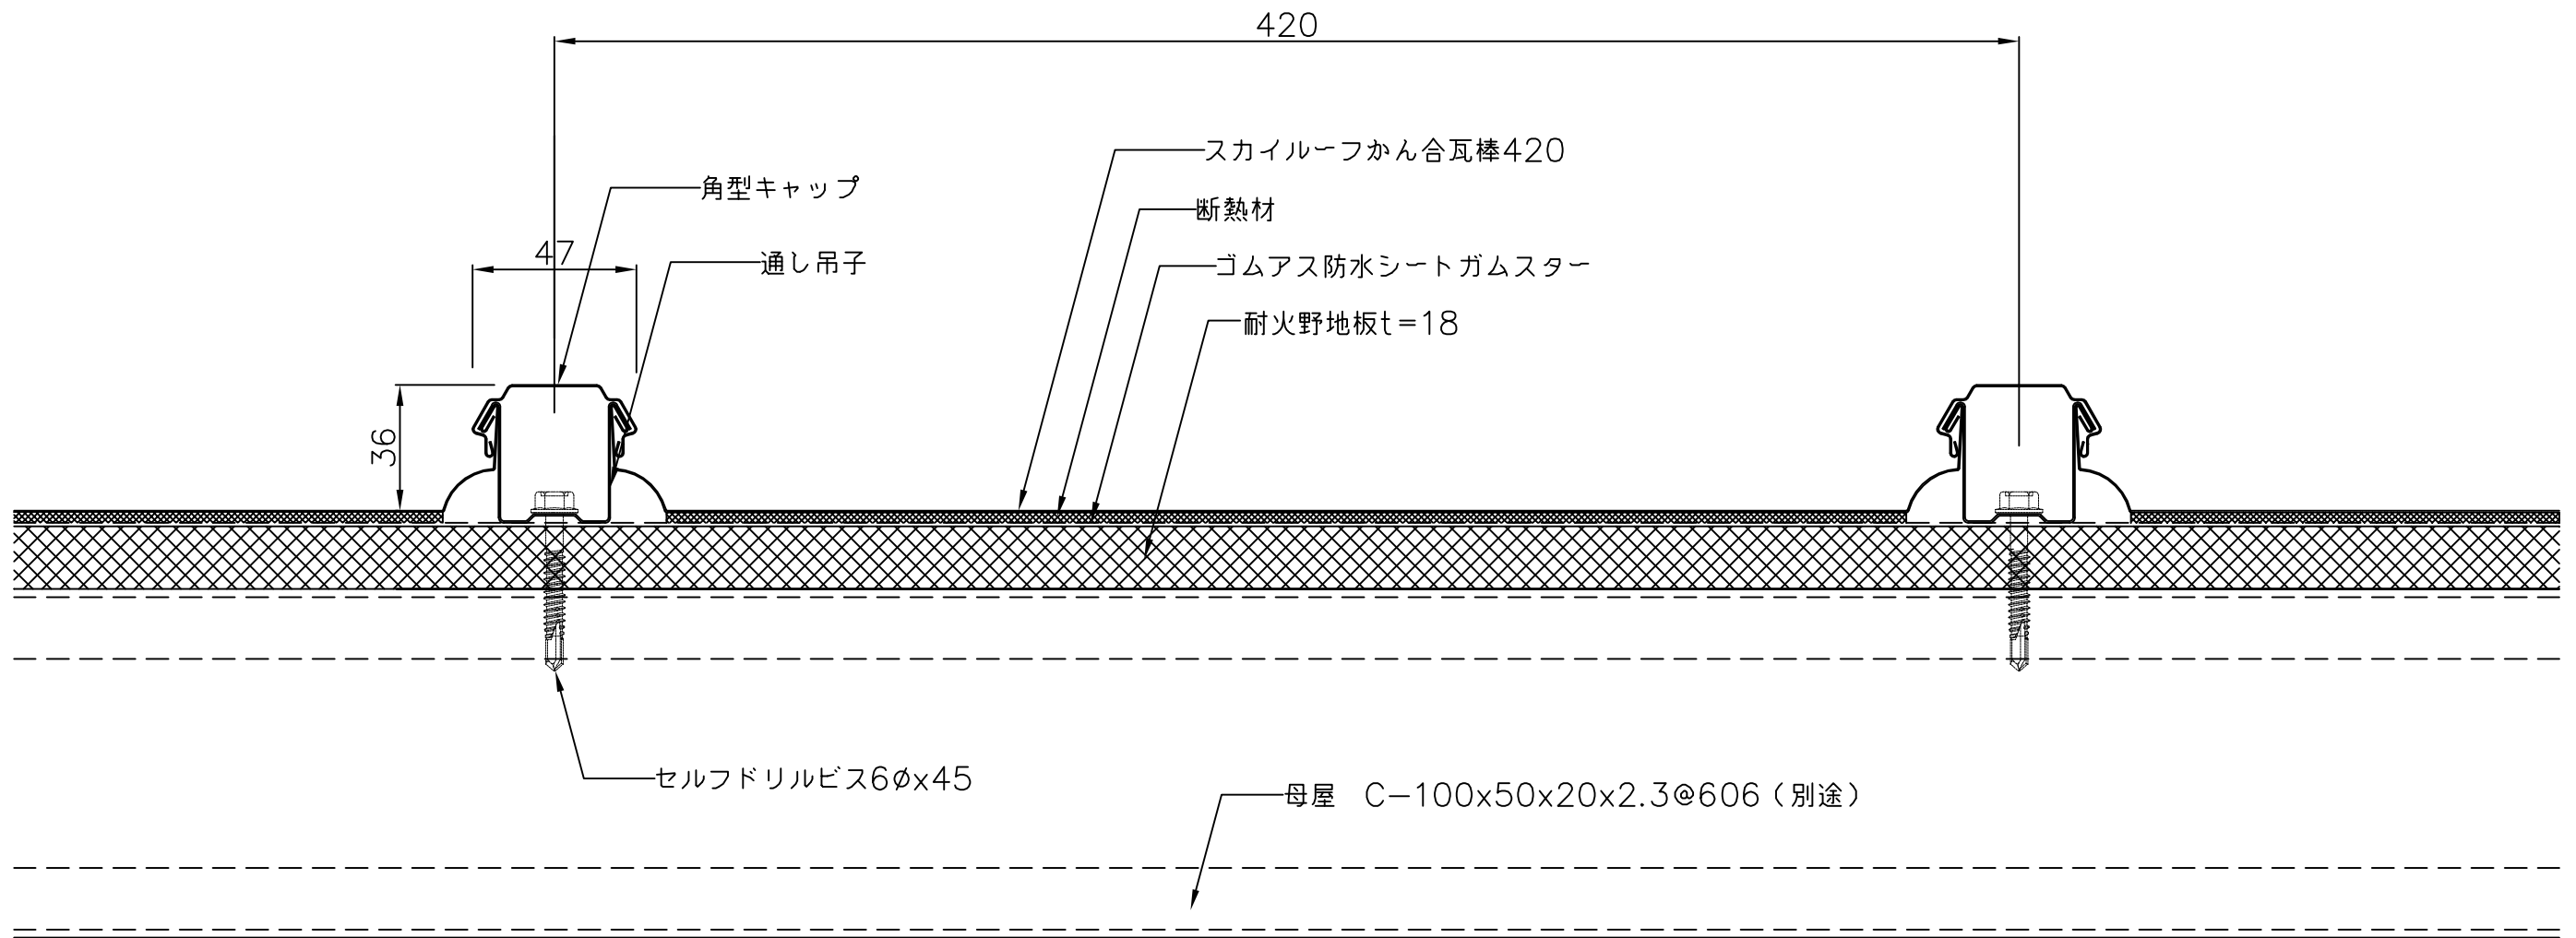 420
スカイルーフかん合瓦棒420
角型キャップ
断熱材
47
通し吊子
ゴムアス防水シートガムスター
耐火野地板t=18
36
セルフドリルビス6øx45
母屋　C-100x50x20x2.3@606（別途）